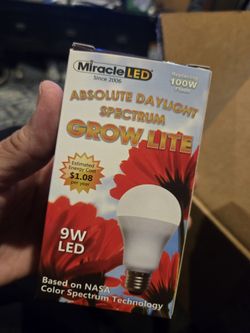 MiracleLED®
Since 2006
Replacing
100W
ABSOLUTE DAYLIGHT
SPECTRUM
GROW LITE
Estimated
Energy Cost
$1.08
per year
9W
LED
Based on NASA
Color Spectrum Technology